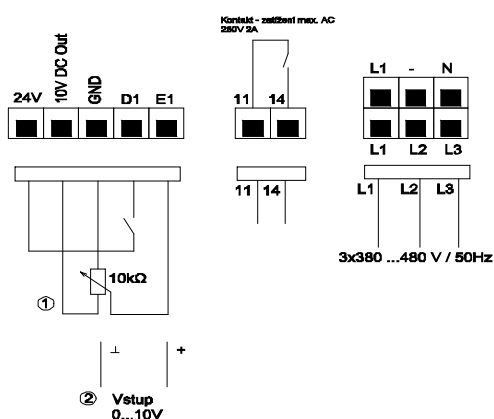 Kontakt - zatížení max. AC
250V 2A
24V
10V DC Out
GND
D1
E1
11 14
L1 - N
L1 L2 L3
11 14
L1 L2 L3
3x380 ...480 V / 50Hz
10kΩ
1
⊥ +
2 Vstup
0...10V